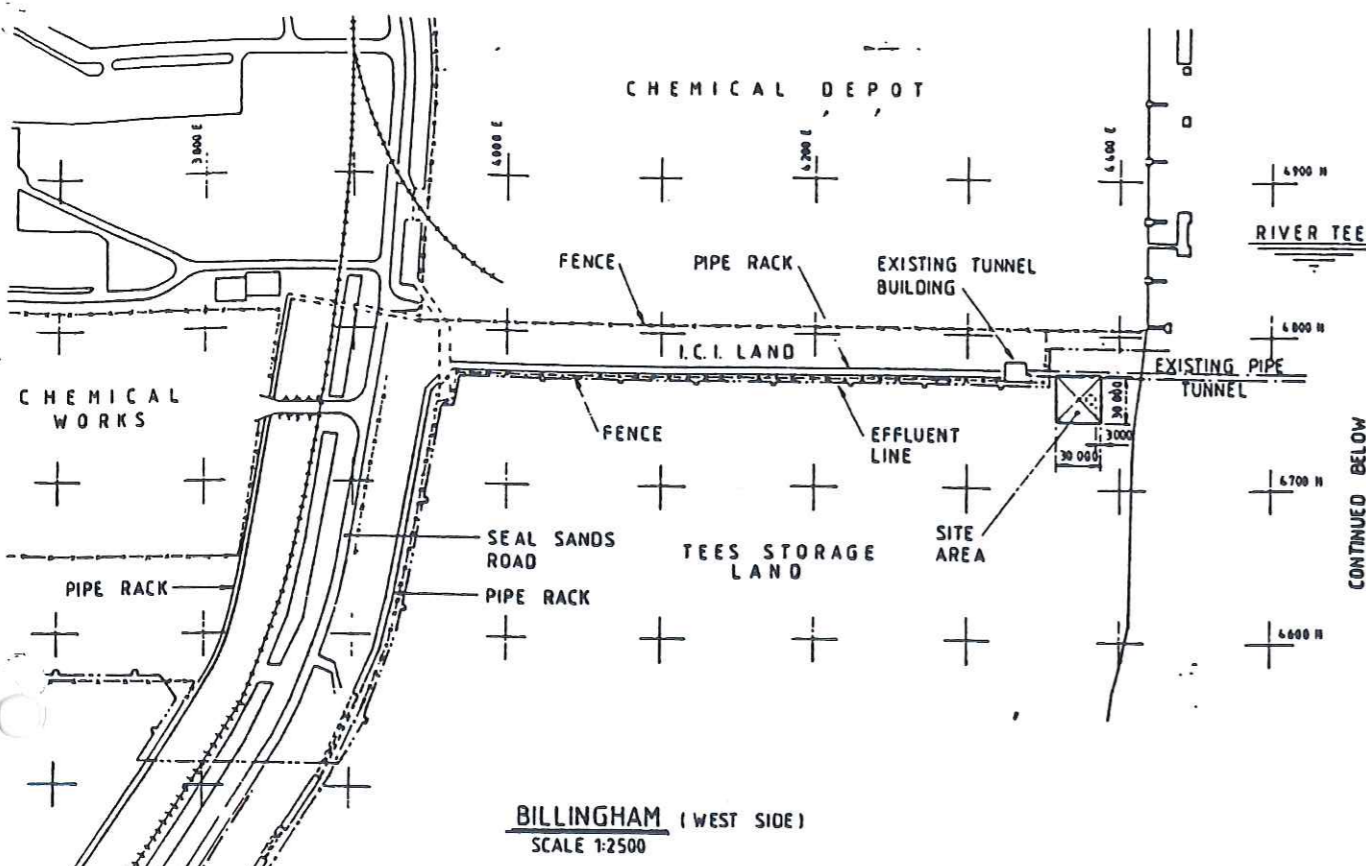 CHEMICAL DEPOT
3800 E
4000 E
4200 E
4400 E
4900 N
RIVER TEE
FENCE
PIPE RACK
EXISTING TUNNEL
BUILDING
4800 N
I.C.I. LAND
EXISTING PIPE
TUNNEL
CHEMICAL
WORKS
FENCE
EFFLUENT
LINE
30 000
3000
30 000
4700 N
SITE
AREA
SEAL SANDS
ROAD
TEES STORAGE
LAND
CONTINUED BELOW
PIPE RACK
PIPE RACK
4600 N
BILLINGHAM (WEST SIDE)
SCALE 1:2500